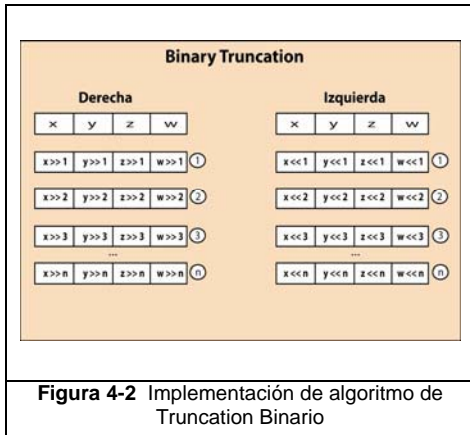 Binary Truncation
Derecha
x y z w
x>>1 y>>1 z>>1 w>>1 1
x>>2 y>>2 z>>2 w>>2 2
x>>3 y>>3 z>>3 w>>3 3
...
x>>n y>>n z>>n w>>n n
Izquierda
x y z w
x<<1 y<<1 z<<1 w<<1 1
x<<2 y<<2 z<<2 w<<2 2
x<<3 y<<3 z<<3 w<<3 3
...
x<<n y<<n z<<n w<<n n
Figura 4-2 Implementación de algoritmo de
Truncation Binario